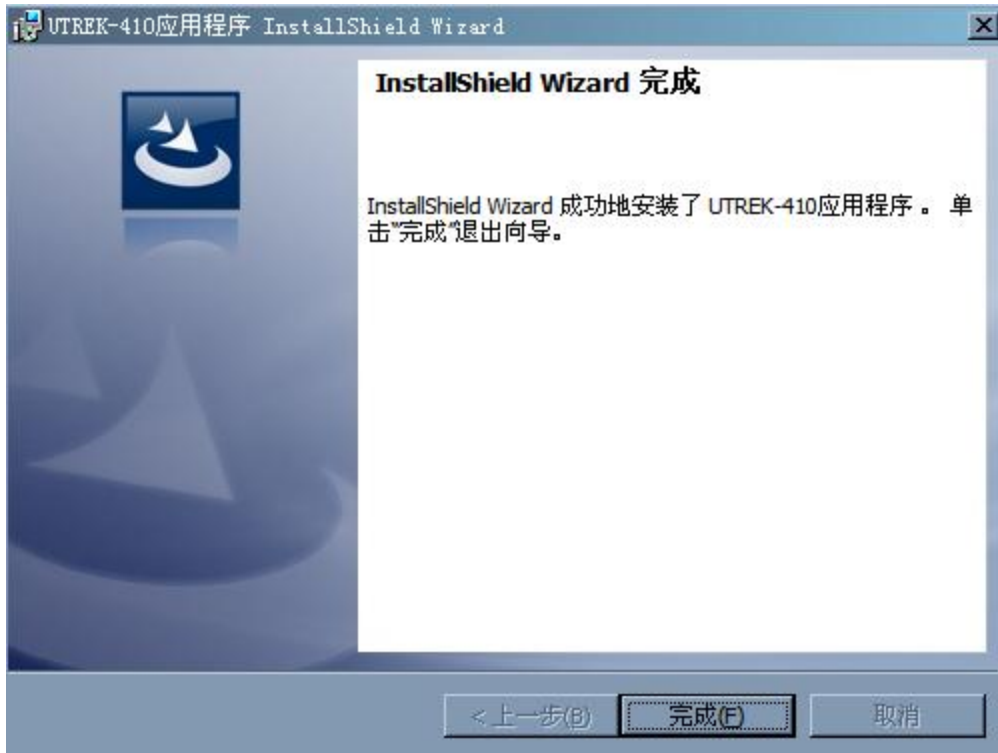 UTREK-410应用程序 InstallShield Wizard
InstallShield Wizard 完成
InstallShield Wizard 成功地安装了 UTREK-410应用程序 。 单
击"完成"退出向导。
< 上一步(B)
完成(F)
取消